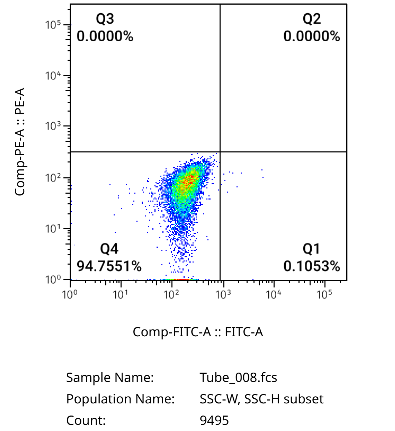 Q3
0.0000%
Q2
0.0000%
10⁵
10⁴
10³
10²
10¹
10⁰
Comp-PE-A :: PE-A
Q4
94.7551%
Q1
0.1053%
10⁰ 10¹ 10² 10³ 10⁴ 10⁵
Comp-FITC-A :: FITC-A
Sample Name: Tube_008.fcs
Population Name: SSC-W, SSC-H subset
Count: 9495